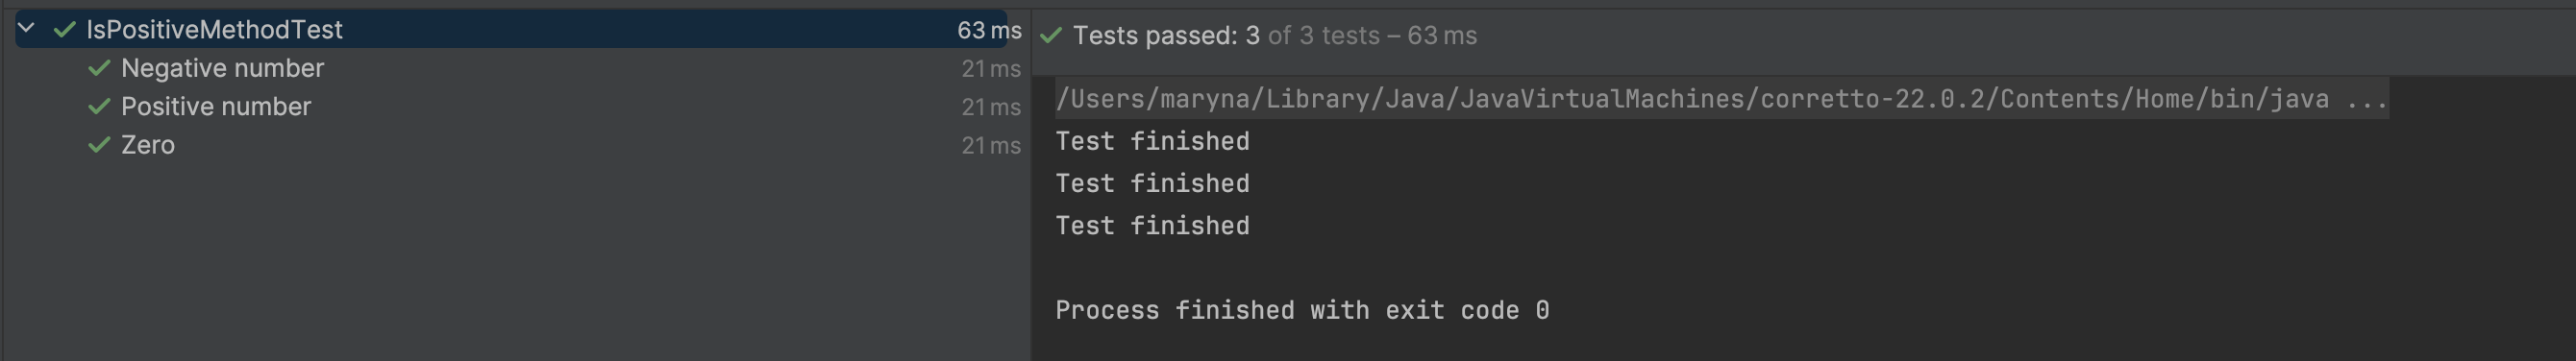 IsPositiveMethodTest 63 ms
Negative number 21 ms
Positive number 21 ms
Zero 21 ms
Tests passed: 3 of 3 tests – 63 ms
/Users/maryna/Library/Java/JavaVirtualMachines/corretto-22.0.2/Contents/Home/bin/java ...
Test finished
Test finished
Test finished
Process finished with exit code 0